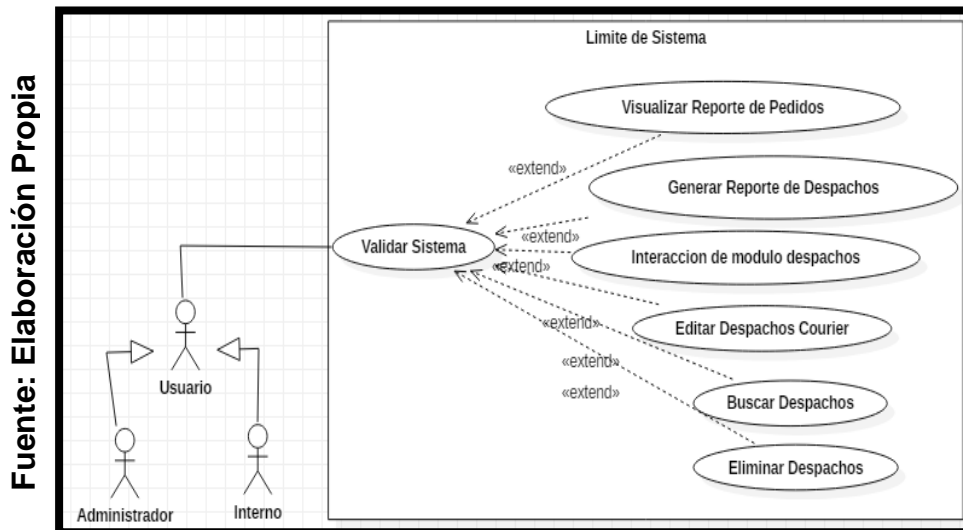 Fuente: Elaboración Propia
Limite de Sistema
Visualizar Reporte de Pedidos
«extend»
Generar Reporte de Despachos
«extend»
Validar Sistema
Interaccion de modulo despachos
«extend»
Editar Despachos Courier
«extend»
«extend»
«extend»
Usuario
Buscar Despachos
Eliminar Despachos
Administrador
Interno